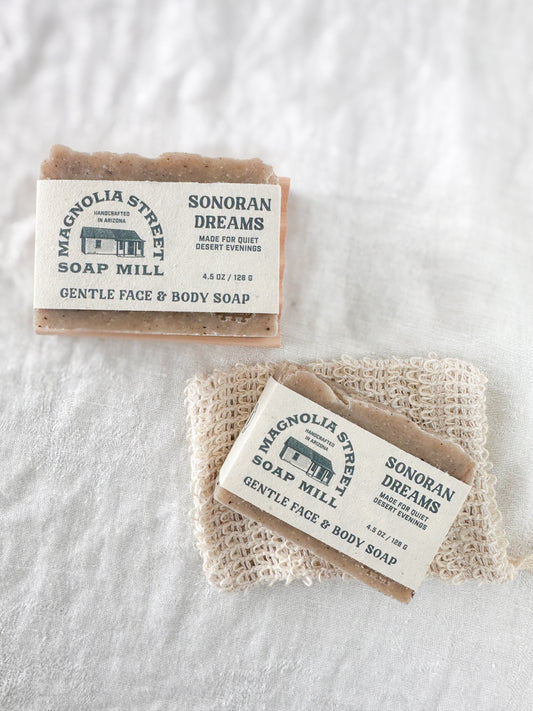 MAGNOLIA STREET
HANDCRAFTED
IN ARIZONA
SOAP MILL
SONORAN
DREAMS
MADE FOR QUIET
DESERT EVENINGS
4.5 OZ / 128 G
GENTLE FACE & BODY SOAP
MAGNOLIA STREET
HANDCRAFTED
IN ARIZONA
SOAP MILL
SONORAN
DREAMS
MADE FOR QUIET
DESERT EVENINGS
4.5 OZ / 128 G
GENTLE FACE & BODY SOAP